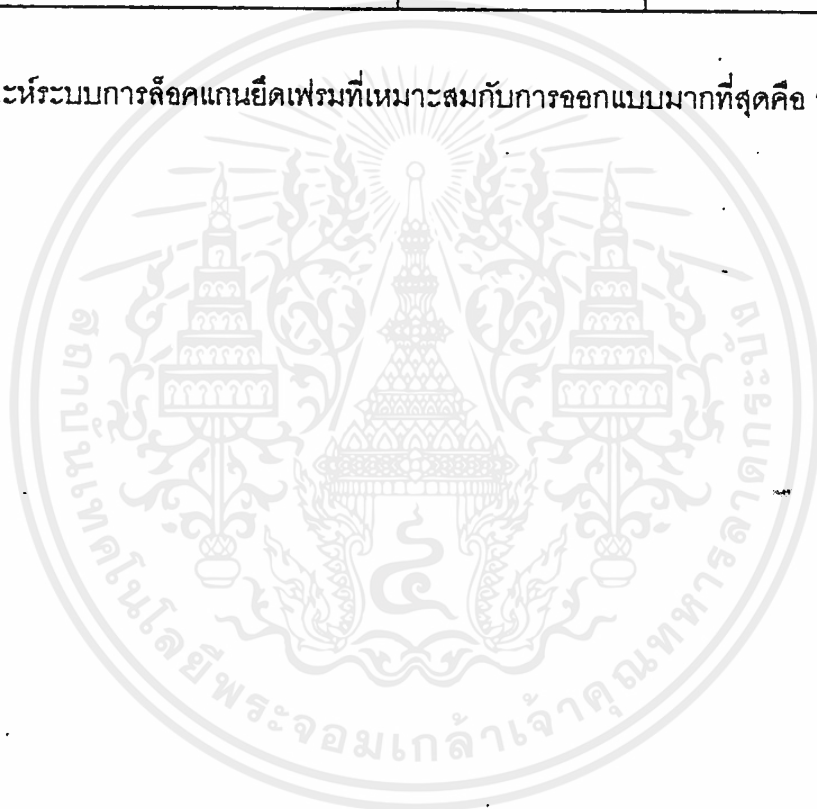 ะห์ระบบการล็อคแกนยึดเฟรมที่เหมาะสมกับการออกแบบมากที่สุดคือ
สถาบันเทคโนโลยีพระจอมเกล้าเจ้าคุณทหารลาดกระบัง